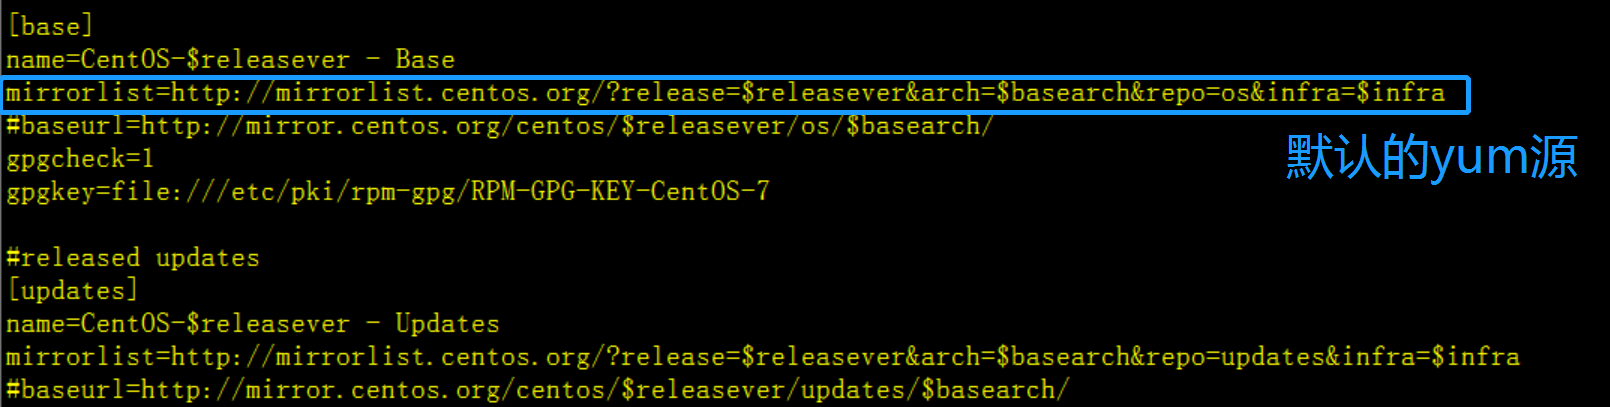 [base]
name=CentOS-$releasever - Base
mirrorlist=http://mirrorlist.centos.org/?release=$releasever&arch=$basearch&repo=os&infra=$infra
#baseurl=http://mirror.centos.org/centos/$releasever/os/$basearch/
默认的yum源
gpgcheck=1
gpgkey=file:///etc/pki/rpm-gpg/RPM-GPG-KEY-CentOS-7
#released updates
[updates]
name=CentOS-$releasever - Updates
mirrorlist=http://mirrorlist.centos.org/?release=$releasever&arch=$basearch&repo=updates&infra=$infra
#baseurl=http://mirror.centos.org/centos/$releasever/updates/$basearch/